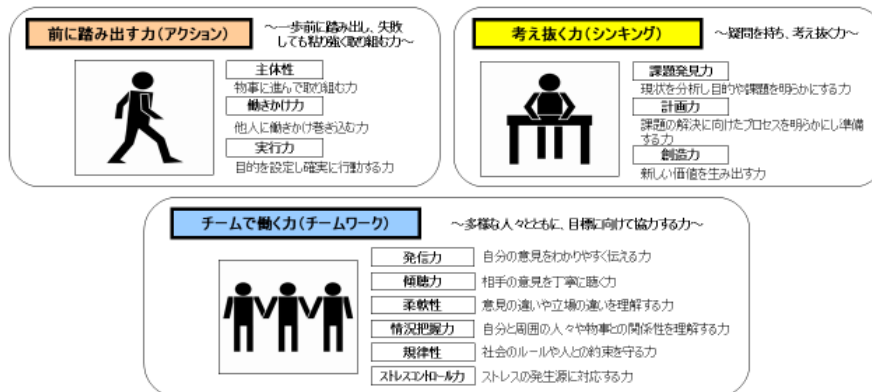 前に踏み出す力(アクション)
～一歩前に踏み出し、失敗
しても粘り強く取り組む力～
主体性
物事に進んで取り組む力
働きかけ力
他人に働きかけ巻き込む力
実行力
目的を設定し確実に行動する力
考え抜く力(シンキング)
～疑問を持ち、考え抜く力～
課題発見力
現状を分析し目的や課題を明らかにする力
計画力
課題の解決に向けたプロセスを明らかにし準備
する力
創造力
新しい価値を生み出す力
チームで働く力(チームワーク)
～多様な人々とともに、目標に向けて協力する力～
発信力
自分の意見をわかりやすく伝える力
傾聴力
相手の意見を丁寧に聴く力
柔軟性
意見の違いや立場の違いを理解する力
情況把握力
自分と周囲の人々や物事との関係性を理解する力
規律性
社会のルールや人との約束を守る力
ストレスコントロール力
ストレスの発生源に対応する力